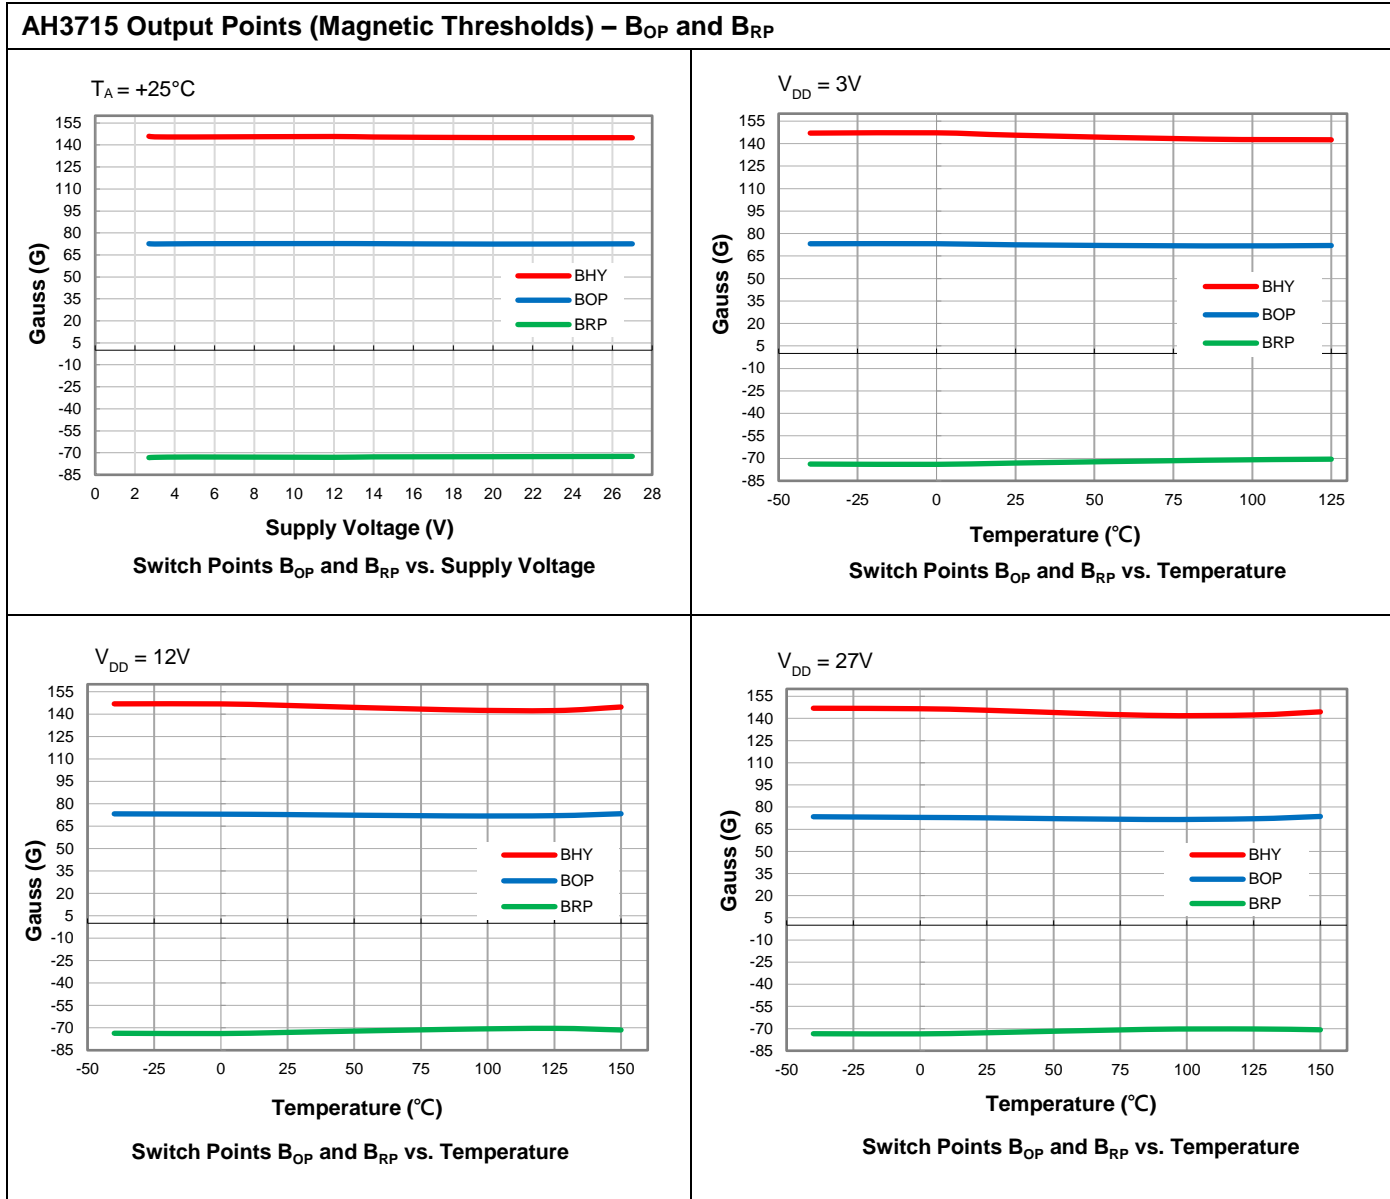 AH3715 Output Points (Magnetic Thresholds) – BOP and BRP
TA = +25°C
155
140
125
110
95
80
65
50
35
20
5
-10
-25
-40
-55
-70
-85
Gauss (G)
BHY
BOP
BRP
0 2 4 6 8 10 12 14 16 18 20 22 24 26 28
Supply Voltage (V)
Switch Points BOP and BRP vs. Supply Voltage
VDD = 3V
155
140
125
110
95
80
65
50
35
20
5
-10
-25
-40
-55
-70
-85
Gauss (G)
BHY
BOP
BRP
-50 -25 0 25 50 75 100 125
Temperature (℃)
Switch Points BOP and BRP vs. Temperature
VDD = 12V
155
140
125
110
95
80
65
50
35
20
5
-10
-25
-40
-55
-70
-85
Gauss (G)
BHY
BOP
BRP
-50 -25 0 25 50 75 100 125 150
Temperature (℃)
Switch Points BOP and BRP vs. Temperature
VDD = 27V
155
140
125
110
95
80
65
50
35
20
5
-10
-25
-40
-55
-70
-85
Gauss (G)
BHY
BOP
BRP
-50 -25 0 25 50 75 100 125 150
Temperature (℃)
Switch Points BOP and BRP vs. Temperature